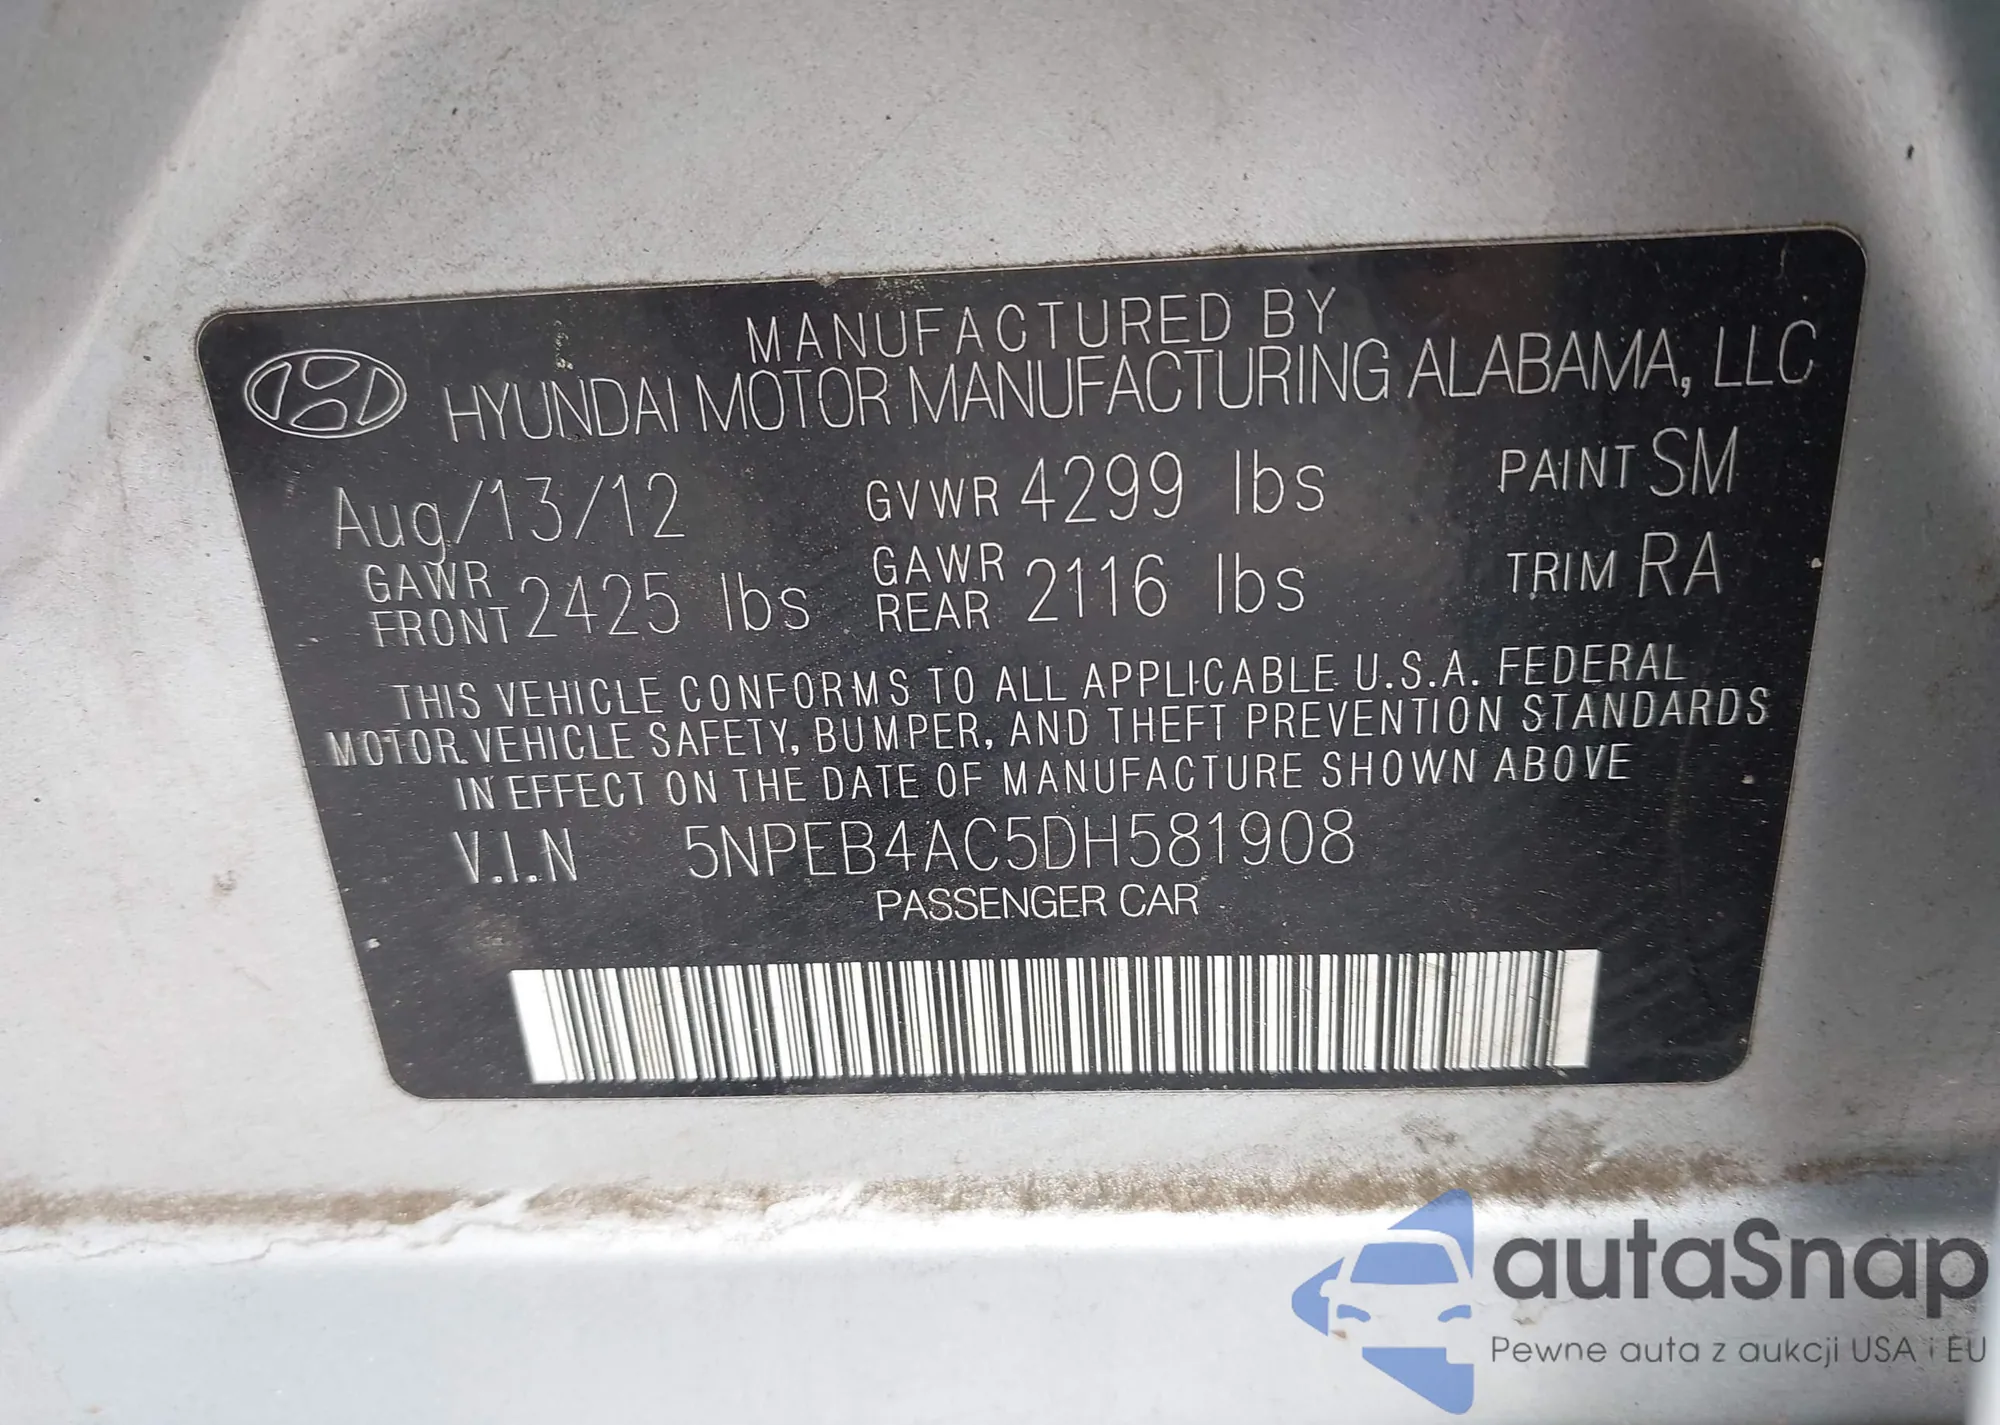 MANUFACTURED BY
HYUNDAI MOTOR MANUFACTURING ALABAMA, LLC
Aug/13/12 GVWR 4299 lbs PAINT SM
GAWR FRONT 2425 lbs GAWR REAR 2116 lbs TRIM RA
THIS VEHICLE CONFORMS TO ALL APPLICABLE U.S.A. FEDERAL
MOTOR VEHICLE SAFETY, BUMPER, AND THEFT PREVENTION STANDARDS
IN EFFECT ON THE DATE OF MANUFACTURE SHOWN ABOVE
V.I.N 5NPEB4AC5DH581908
PASSENGER CAR
autaSnap
Pewne auta z aukcji USA i EU